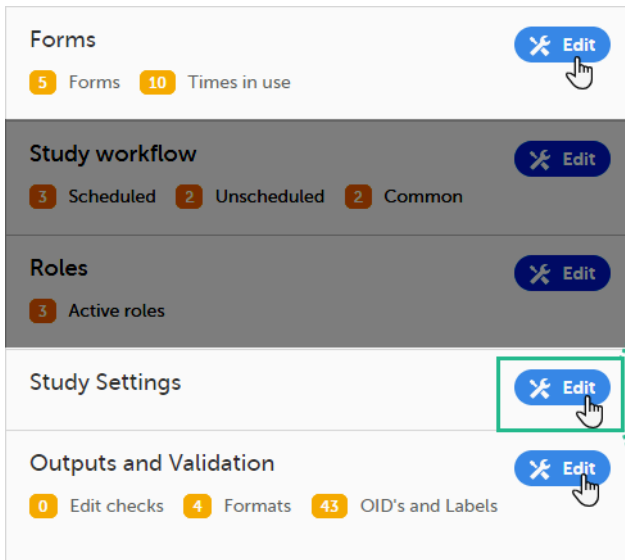 Forms
Edit
5 Forms 10 Times in use
Study workflow
Edit
3 Scheduled 2 Unscheduled 2 Common
Roles
Edit
3 Active roles
Study Settings
Edit
Outputs and Validation
Edit
0 Edit checks 4 Formats 43 OID's and Labels